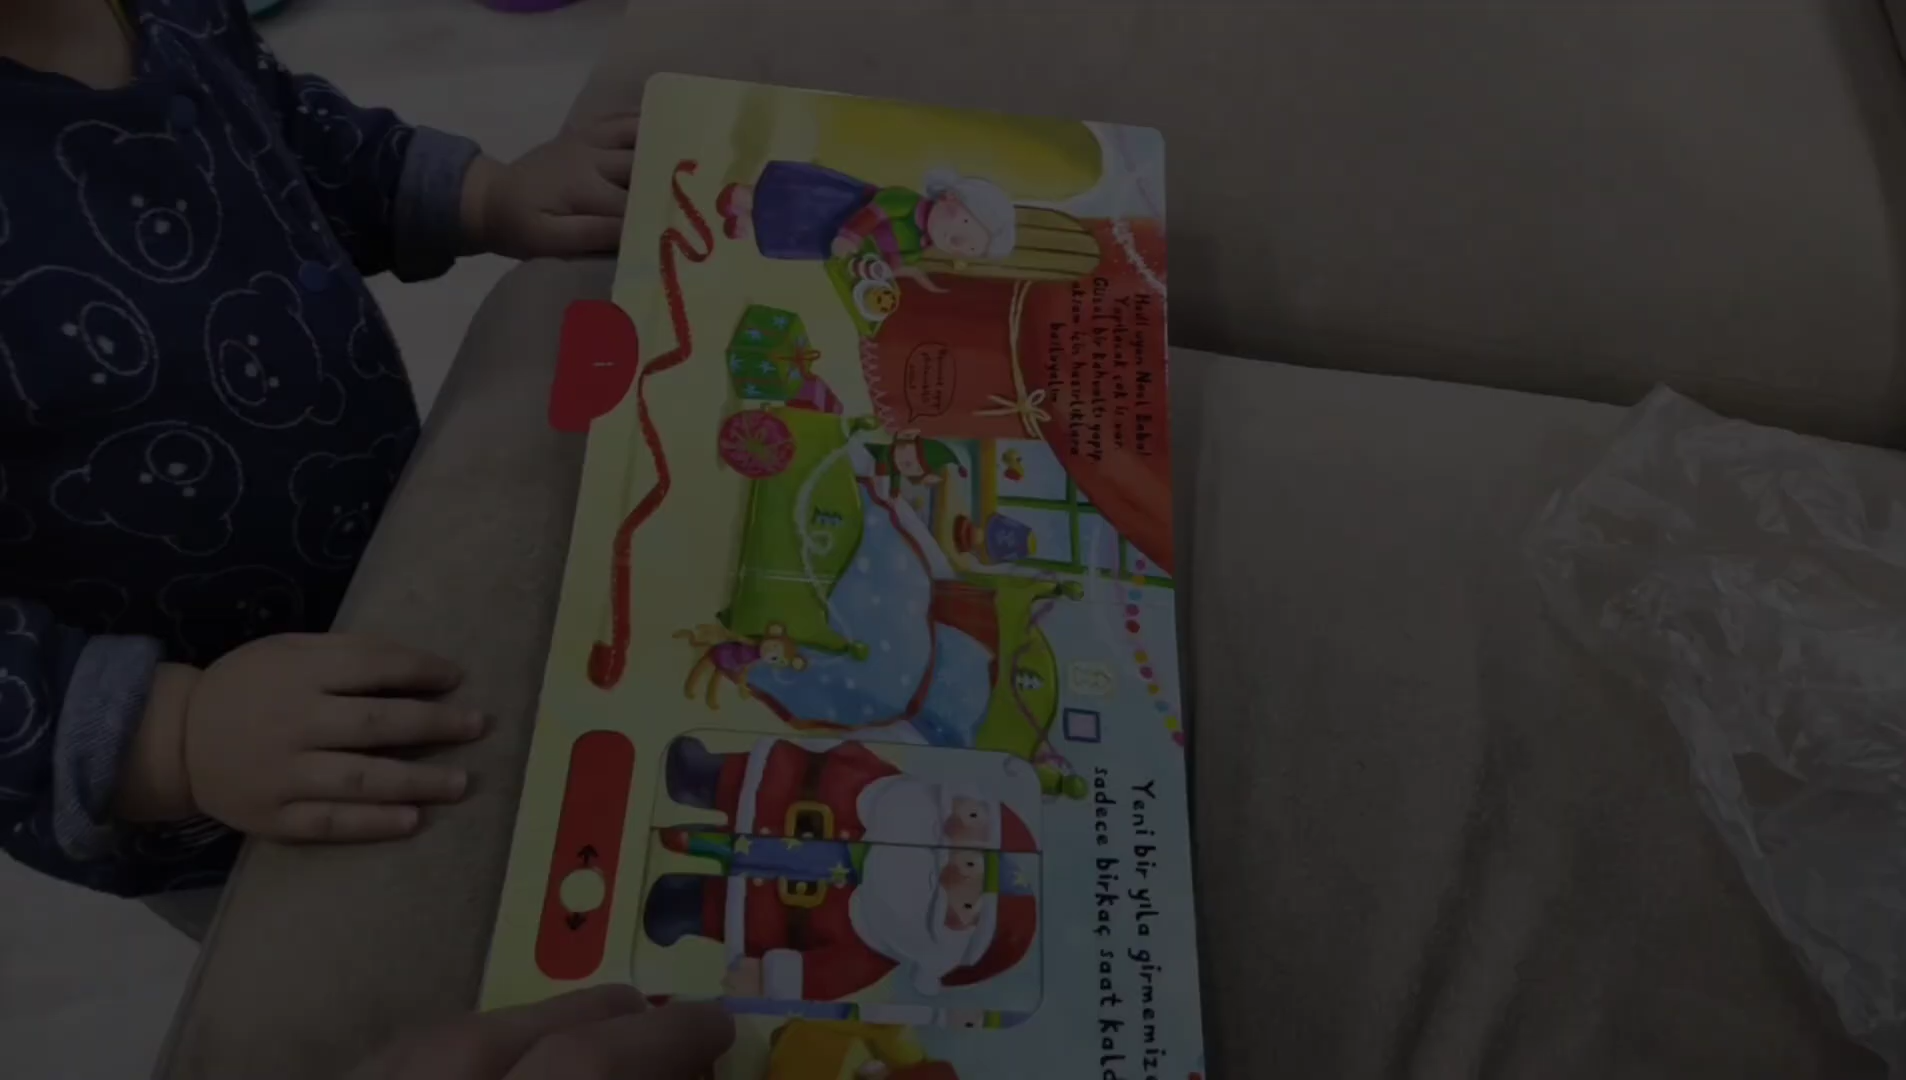 Hadi uyan Noel Baba!
Yapılacak çok iş var.
Güzel bir kahvaltı yapıp
akşam için hazırlıklara
başlayalım.
Yeni bir yıla girmemize
sadece birkaç saat kald